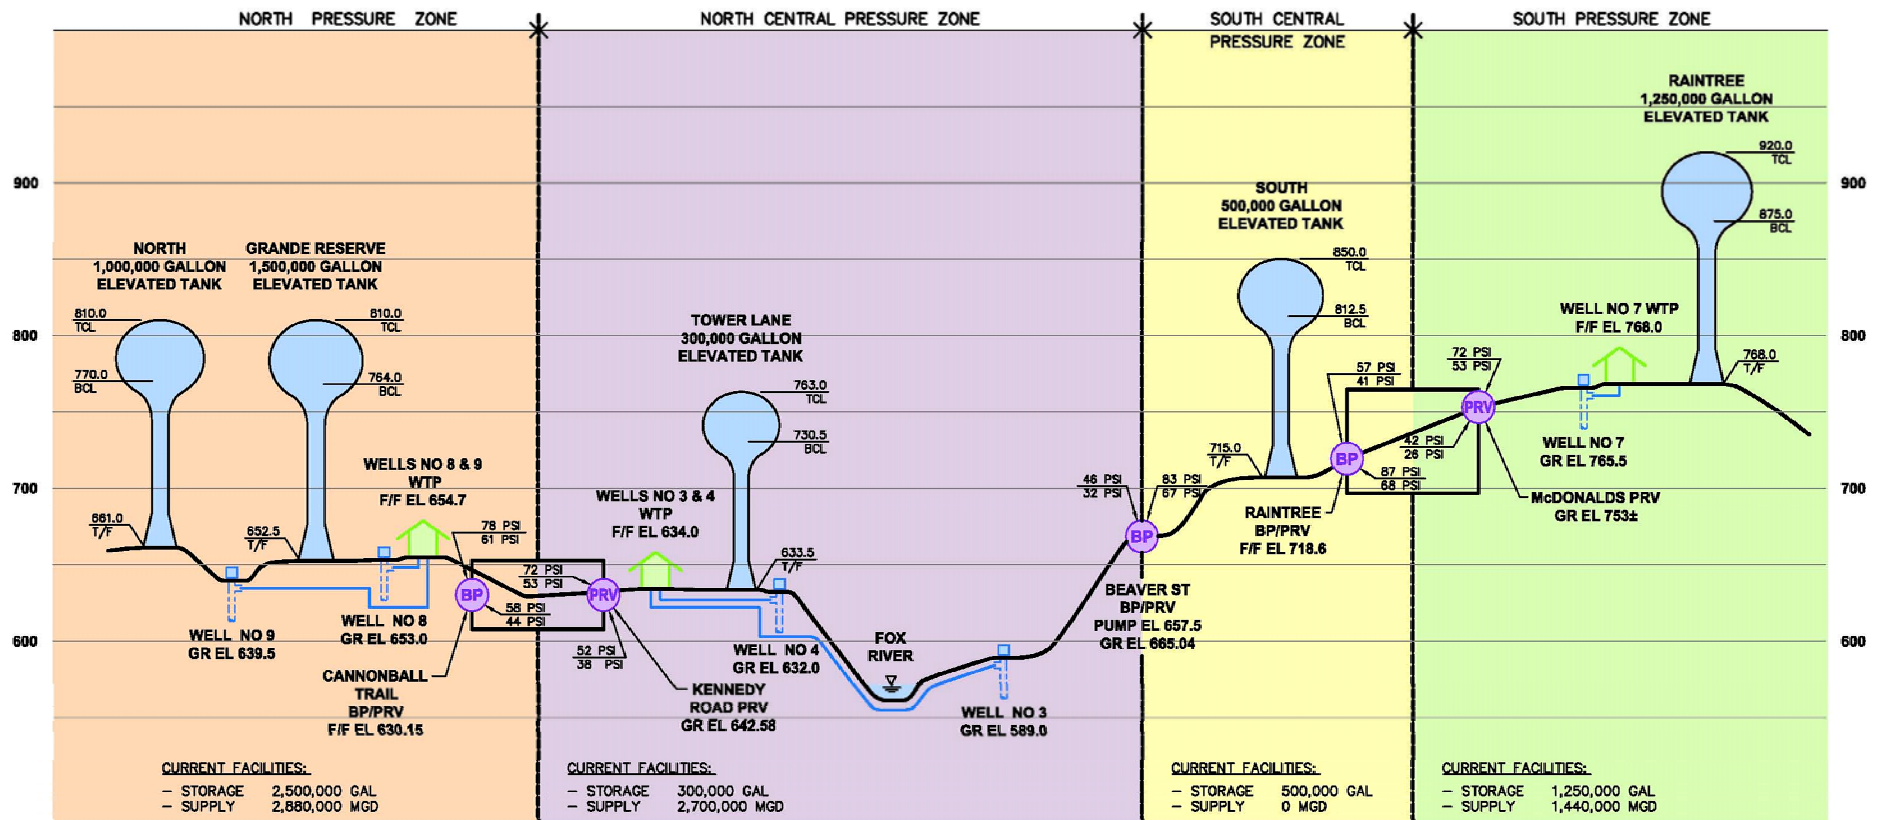 NORTH PRESSURE ZONE
NORTH CENTRAL PRESSURE ZONE
SOUTH CENTRAL
PRESSURE ZONE
SOUTH PRESSURE ZONE
900
800
700
600
900
800
700
600
NORTH
1,000,000 GALLON
ELEVATED TANK
810.0
TCL
770.0
BCL
661.0
T/F
GRANDE RESERVE
1,500,000 GALLON
ELEVATED TANK
810.0
TCL
764.0
BCL
652.5
T/F
WELLS NO 8 & 9
WTP
F/F EL 654.7
WELL NO 9
GR EL 639.5
WELL NO 8
GR EL 653.0
78 PSI
61 PSI
BP
58 PSI
44 PSI
CANNONBALL
TRAIL
BP/PRV
F/F EL 630.15
72 PSI
53 PSI
PRV
52 PSI
38 PSI
KENNEDY
ROAD PRV
GR EL 642.58
WELLS NO 3 & 4
WTP
F/F EL 634.0
TOWER LANE
300,000 GALLON
ELEVATED TANK
763.0
TCL
730.5
BCL
633.5
T/F
WELL NO 4
GR EL 632.0
FOX
RIVER
WELL NO 3
GR EL 589.0
46 PSI
32 PSI
83 PSI
67 PSI
BP
BEAVER ST
BP/PRV
PUMP EL 657.5
GR EL 665.04
SOUTH
500,000 GALLON
ELEVATED TANK
850.0
TCL
812.5
BCL
715.0
T/F
57 PSI
41 PSI
BP
87 PSI
68 PSI
RAINTREE
BP/PRV
F/F EL 718.6
72 PSI
53 PSI
PRV
42 PSI
26 PSI
McDONALDS PRV
GR EL 753±
WELL NO 7 WTP
F/F EL 768.0
WELL NO 7
GR EL 765.5
RAINTREE
1,250,000 GALLON
ELEVATED TANK
920.0
TCL
875.0
BCL
768.0
T/F
CURRENT FACILITIES:
– STORAGE 2,500,000 GAL
– SUPPLY 2,880,000 MGD
CURRENT FACILITIES:
– STORAGE 300,000 GAL
– SUPPLY 2,700,000 MGD
CURRENT FACILITIES:
– STORAGE 500,000 GAL
– SUPPLY 0 MGD
CURRENT FACILITIES:
– STORAGE 1,250,000 GAL
– SUPPLY 1,440,000 MGD